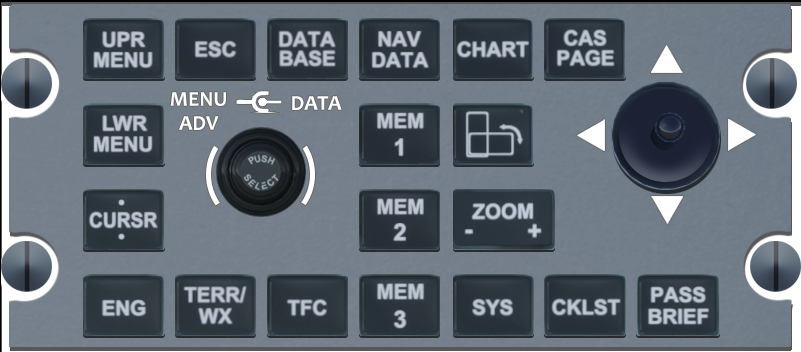 UPR
MENU
ESC
DATA
BASE
NAV
DATA
CHART
CAS
PAGE
MENU
ADV
DATA
LWR
MENU
PUSH
SELECT
MEM
1
CURSR
MEM
2
ZOOM
- +
ENG
TERR/
WX
TFC
MEM
3
SYS
CKLST
PASS
BRIEF